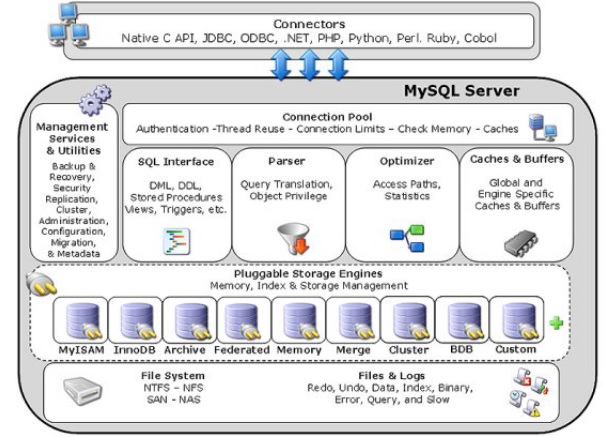 Connectors
Native C API, JDBC, ODBC, .NET, PHP, Python, Perl. Ruby, Cobol
MySQL Server
Management
Services
& Utilities
Backup &
Recovery,
Security
Replication,
Cluster,
Administration,
Configuration,
Migration,
& Metadata
Connection Pool
Authentication -Thread Reuse - Connection Limits – Check Memory - Caches
SQL Interface
DML, DDL,
Stored Procedures
Views, Triggers, etc.
Parser
Query Translation,
Object Privilege
Optimizer
Access Paths,
Statistics
Caches & Buffers
Global and
Engine Specific
Caches & Buffers
Pluggable Storage Engines
Memory, Index & Storage Management
MyISAM InnoDB Archive Federated Memory Merge Cluster BDB Custom
File System
NTFS – NFS
SAN - NAS
Files & Logs
Redo, Undo, Data, Index, Binary,
Error, Query, and Slow